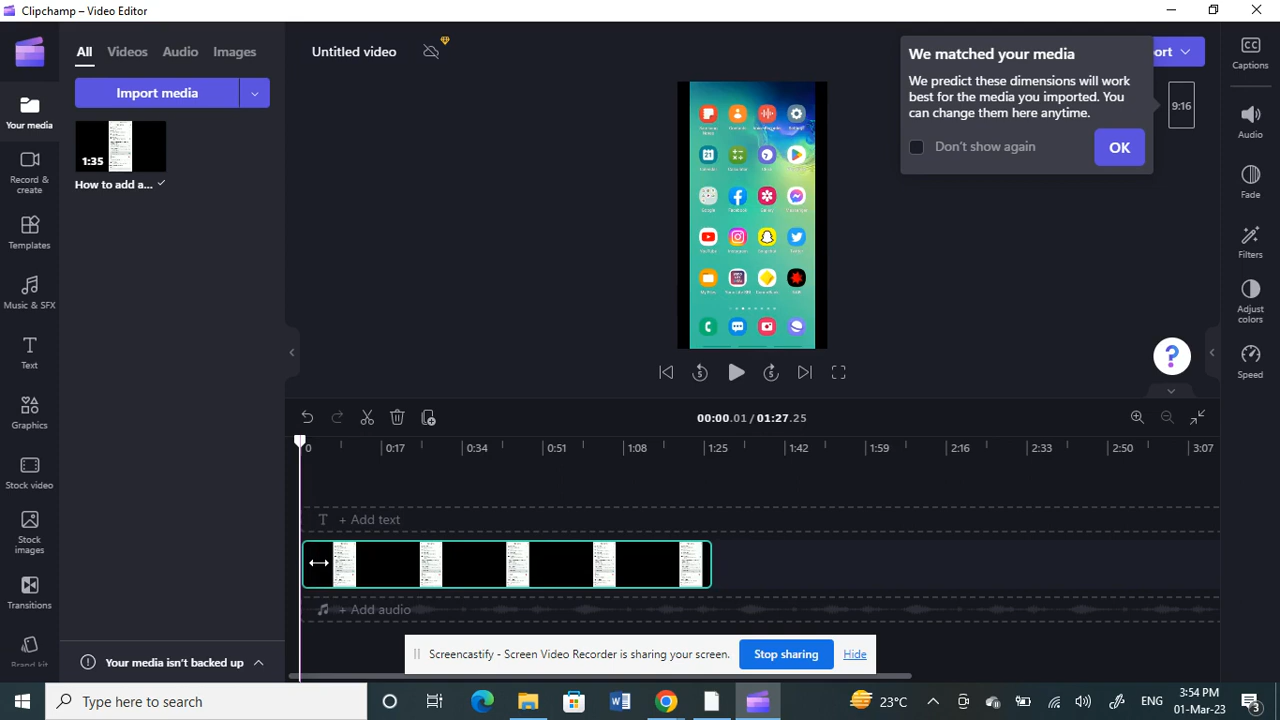 Clipchamp – Video Editor
All Videos Audio Images
Import media
1:35
How to add a...
Your media
Record & create
Templates
Music & SFX
Text
Graphics
Stock video
Stock images
Transitions
Brand kit
Your media isn't backed up
Untitled video
We matched your media
We predict these dimensions will work
best for the media you imported. You
can change them here anytime.
Don't show again
OK
ort
9:16
Captions
Audio
Fade
Filters
Adjust colors
Speed
?
5
5
00:00.01 / 01:27.25
0 0:17 0:34 0:51 1:08 1:25 1:42 1:59 2:16 2:33 2:50 3:07
T + Add text
+ Add audio
Screencastify - Screen Video Recorder is sharing your screen.
Stop sharing
Hide
Type here to search
23°C
ENG
3:54 PM
01-Mar-23
3